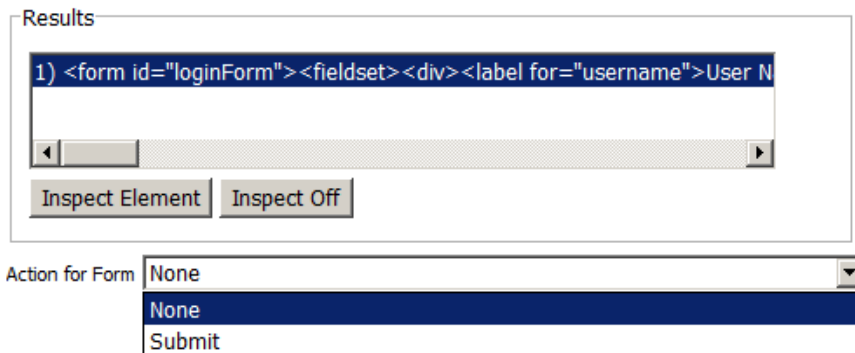 Results
1) <form id="loginForm"><fieldset><div><label for="username">User N
Inspect Element Inspect Off
Action for Form None
None
Submit